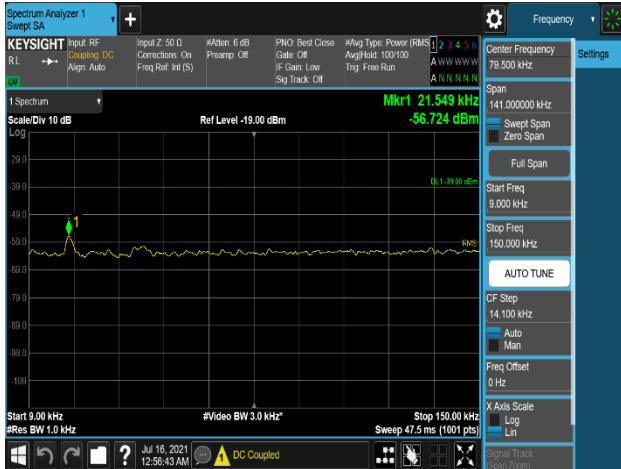 Spectrum Analyzer 1
Swept SA
+
Frequency
KEYSIGHT
R L
LV
Input: RF
Coupling: DC
Align: Auto
Input Z: 50 Ω
Corrections: On
Freq Ref: Int (S)
#Atten: 6 dB
Preamp: Off
PNO: Best Close
Gate: Off
IF Gain: Low
Sig Track: Off
#Avg Type: Power (RMS
Avg|Hold: 100/100
Trig: Free Run
1 2 3 4 5 6
A W W W W W
A N N N N N
1 Spectrum
Scale/Div 10 dB
Ref Level -19.00 dBm
Mkr1 21.549 kHz
-56.724 dBm
Log
-29.0
-39.0
-49.0
-59.0
-69.0
-79.0
-89.0
-99.0
-109
DL1 -39.00 dBm
1
RMS
Start 9.00 kHz
#Res BW 1.0 kHz
#Video BW 3.0 kHz*
Stop 150.00 kHz
Sweep 47.5 ms (1001 pts)
?
Jul 16, 2021
12:56:43 AM
DC Coupled
Center Frequency
79.500 kHz
Settings
Span
141.000000 kHz
Swept Span
Zero Span
Full Span
Start Freq
9.000 kHz
Stop Freq
150.000 kHz
AUTO TUNE
CF Step
14.100 kHz
Auto
Man
Freq Offset
0 Hz
X Axis Scale
Log
Lin
Signal Track
(Span Zoom)